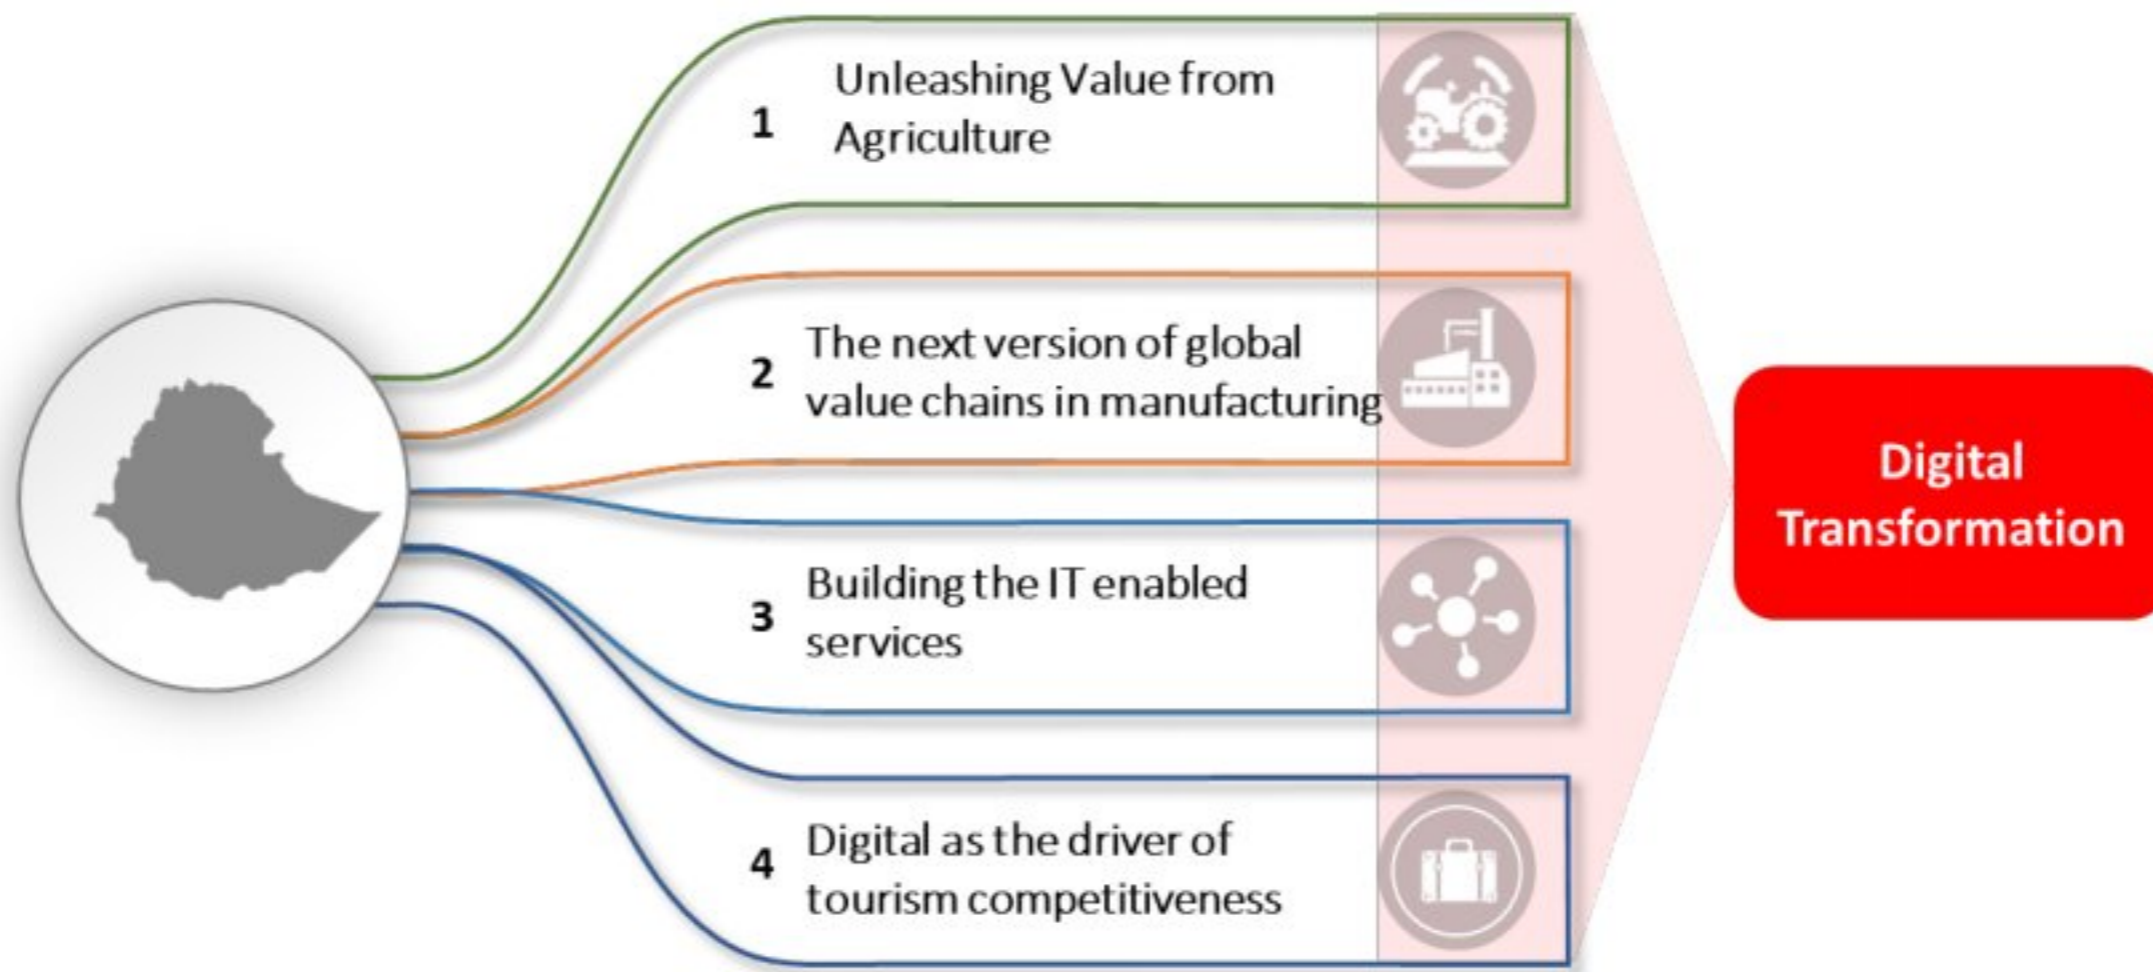 1
Unleashing Value from
Agriculture
2
The next version of global
value chains in manufacturing
3
Building the IT enabled
services
4
Digital as the driver of
tourism competitiveness
Digital
Transformation